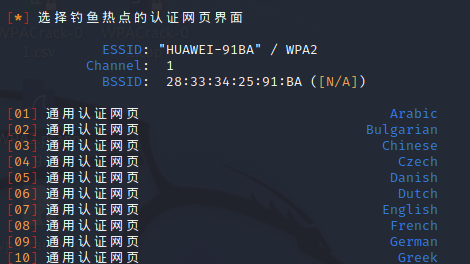 [*] 选择钓鱼热点的认证网页界面
ESSID: "HUAWEI-91BA" / WPA2
Channel: 1
BSSID: 28:33:34:25:91:BA ([N/A])
[01] 通用认证网页 Arabic
[02] 通用认证网页 Bulgarian
[03] 通用认证网页 Chinese
[04] 通用认证网页 Czech
[05] 通用认证网页 Danish
[06] 通用认证网页 Dutch
[07] 通用认证网页 English
[08] 通用认证网页 French
[09] 通用认证网页 German
[10] 通用认证网页 Greek